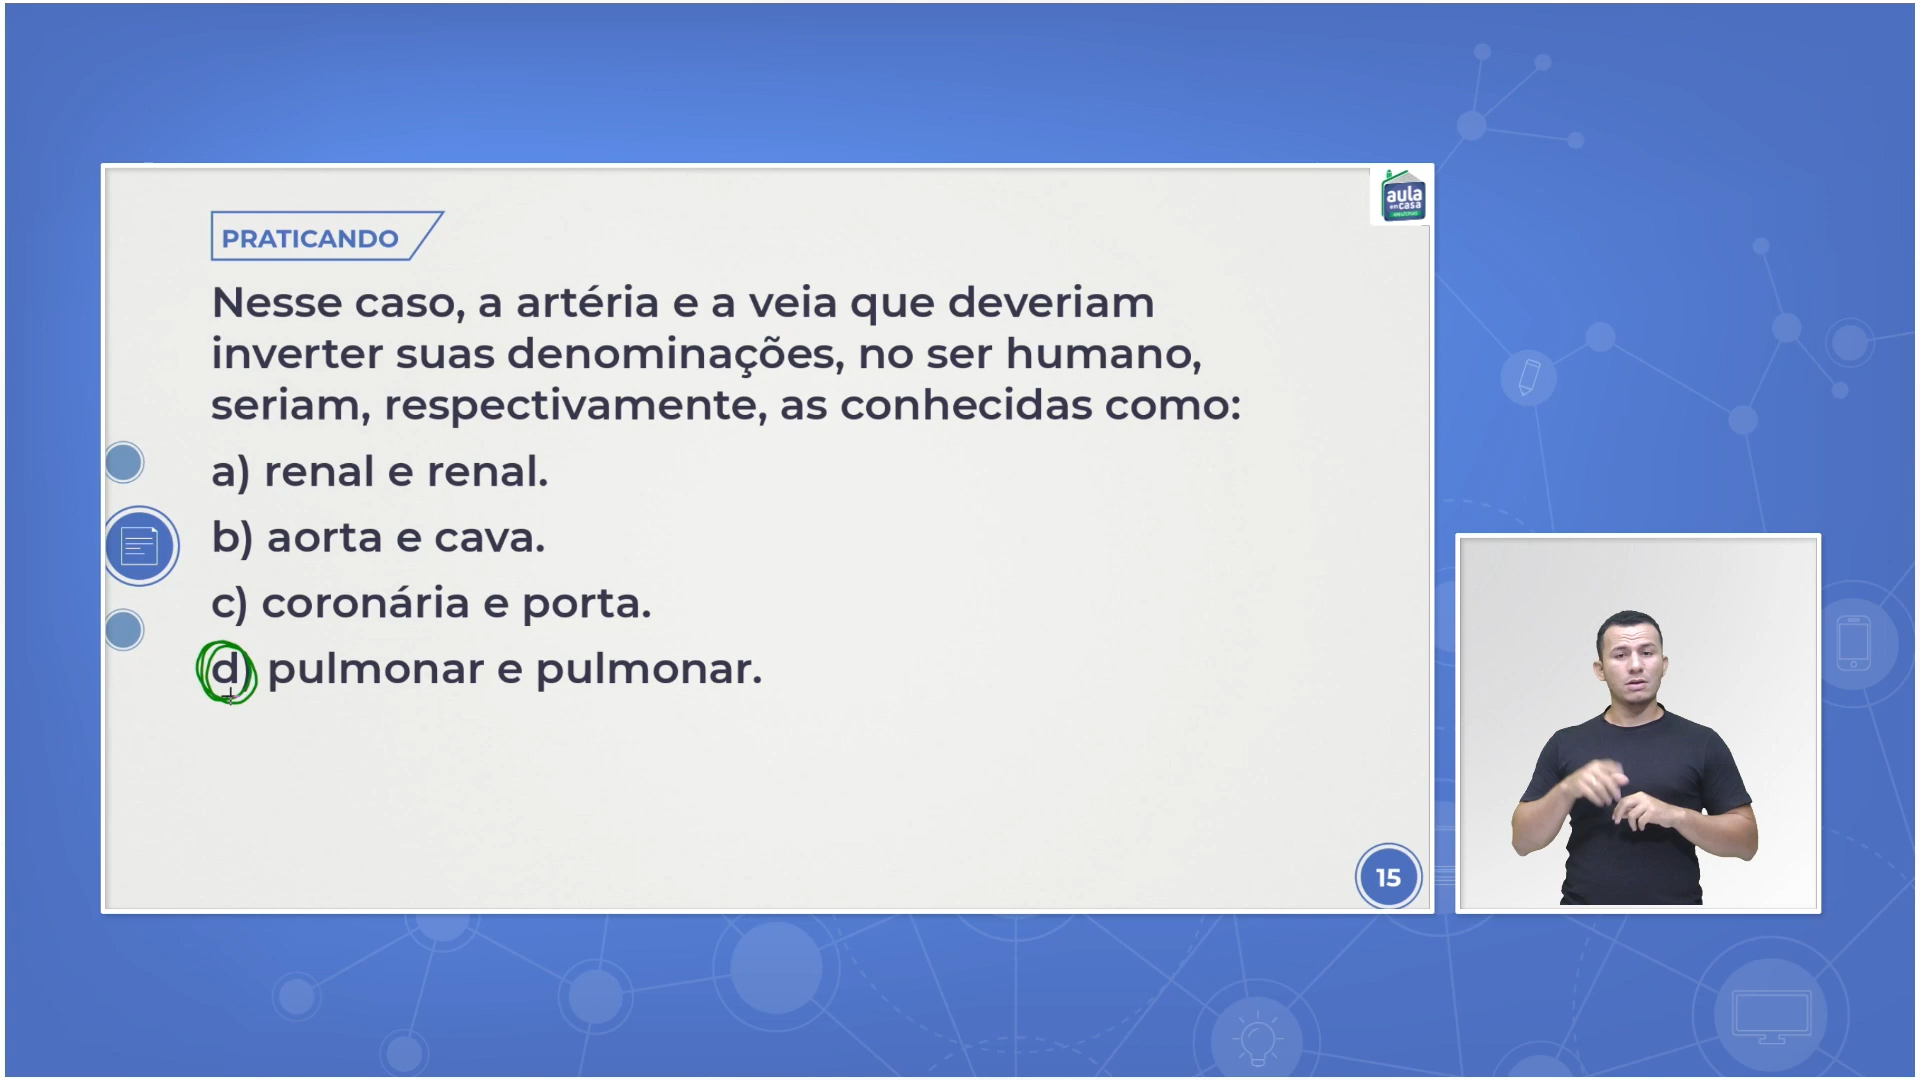 aula
em casa
PRATICANDO
Nesse caso, a artéria e a veia que deveriam
inverter suas denominações, no ser humano,
seriam, respectivamente, as conhecidas como:
a) renal e renal.
b) aorta e cava.
c) coronária e porta.
d) pulmonar e pulmonar.
15